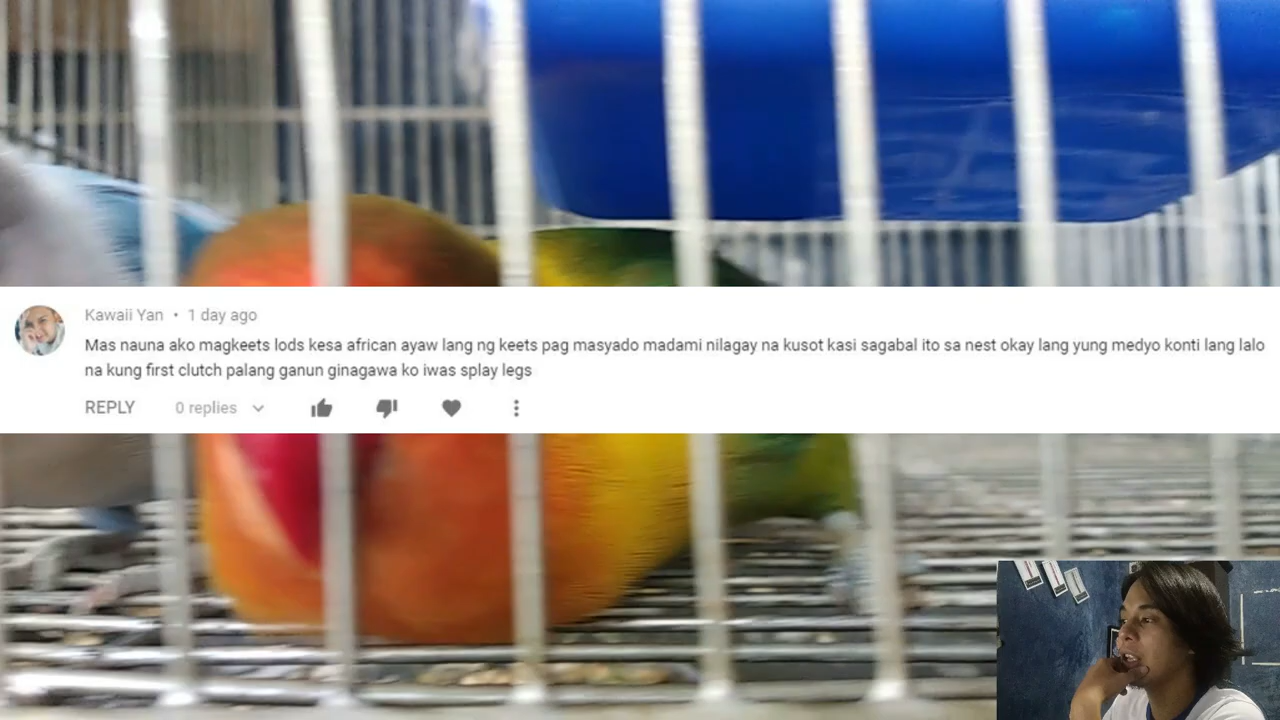 Kawaii Yan • 1 day ago
Mas nauna ako magkeets lods kesa african ayaw lang ng keets pag masyado madami nilagay na kusot kasi sagabal ito sa nest okay lang yung medyo konti lang lalo
na kung first clutch palang ganun ginagawa ko iwas splay legs
REPLY 0 replies